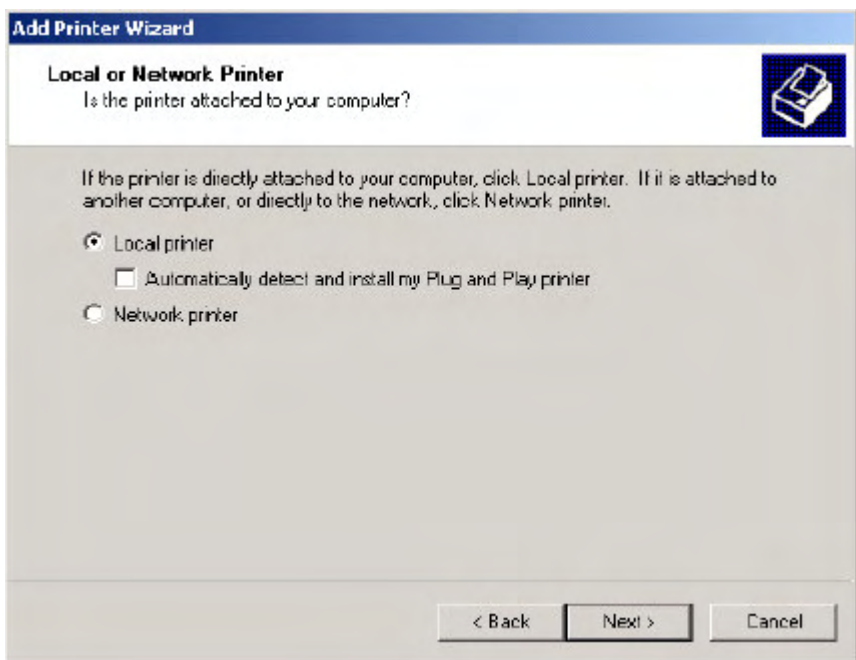 Add Printer Wizard
Local or Network Printer
Is the printer attached to your computer?
If the printer is directly attached to your computer, click Local printer. If it is attached to
another computer, or directly to the network, click Network printer.
Local printer
Automatically detect and install my Plug and Play printer
Network printer
< Back
Next >
Cancel